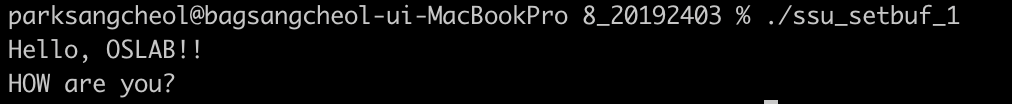 parksangcheol@bagsangcheol-ui-MacBookPro 8_20192403 % ./ssu_setbuf_1
Hello, OSLAB!!
HOW are you?